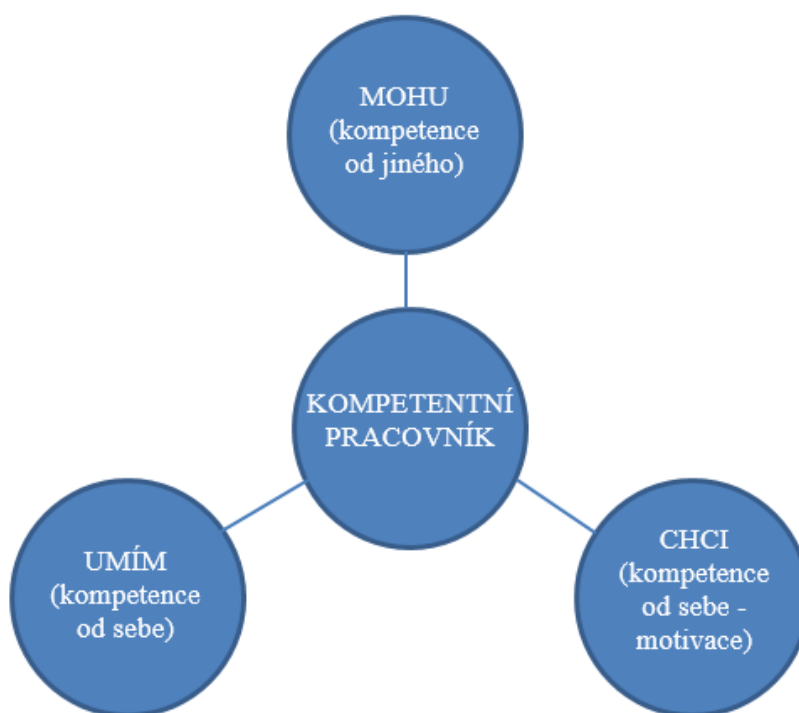 MOHU
(kompetence
od jiného)
KOMPETENTNÍ
PRACOVNÍK
UMÍM
(kompetence
od sebe)
CHCI
(kompetence
od sebe -
motivace)